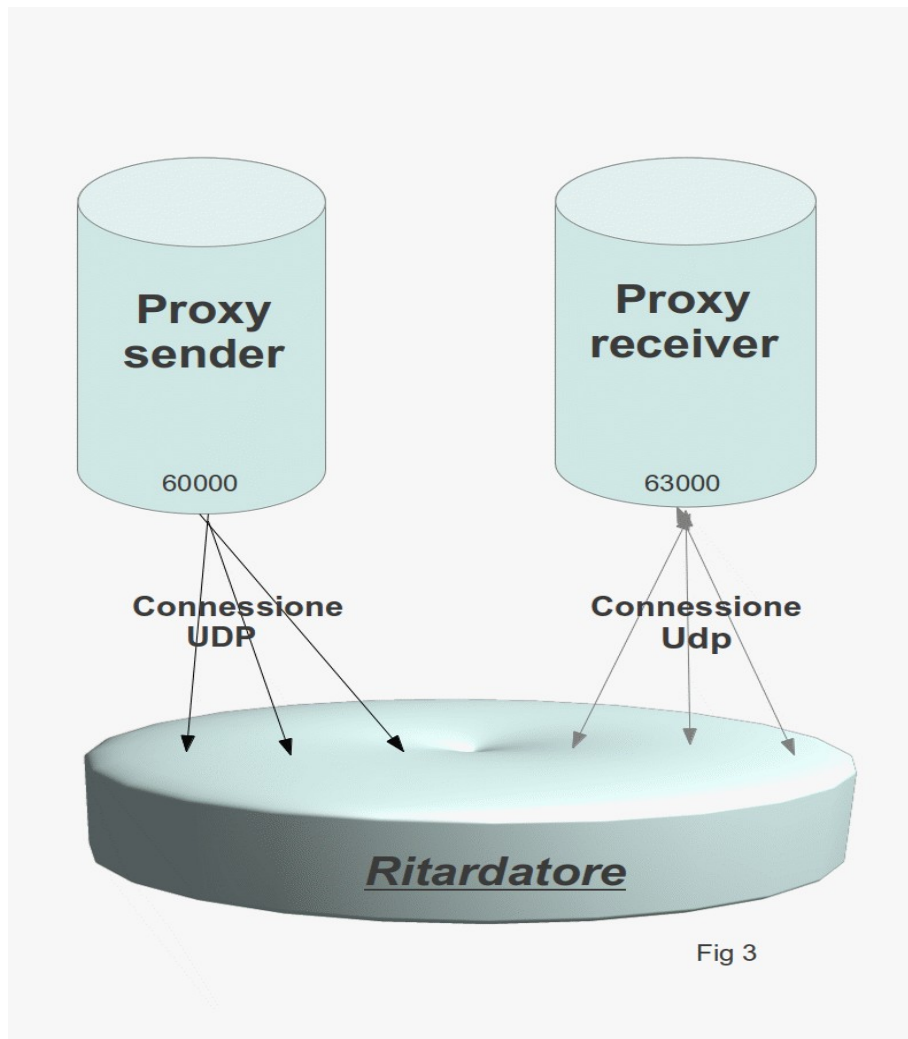 Proxy
sender
60000
Proxy
receiver
63000
Connessione
UDP
Connessione
Udp
Ritardatore
Fig 3